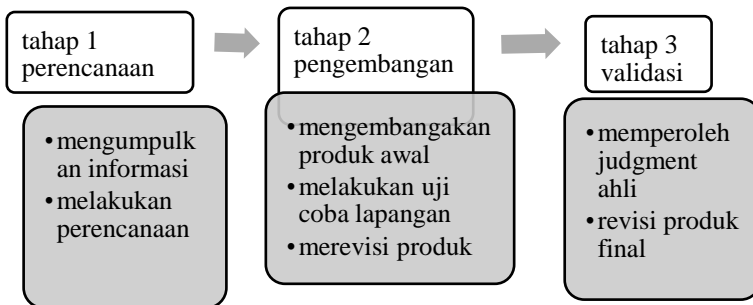 tahap 1
perencanaan
•mengumpulk
an informasi
•melakukan
perencanaan
tahap 2
pengembangan
•mengembangakan
produk awal
•melakukan uji
coba lapangan
•merevisi produk
tahap 3
validasi
•memperoleh
judgment
ahli
•revisi produk
final